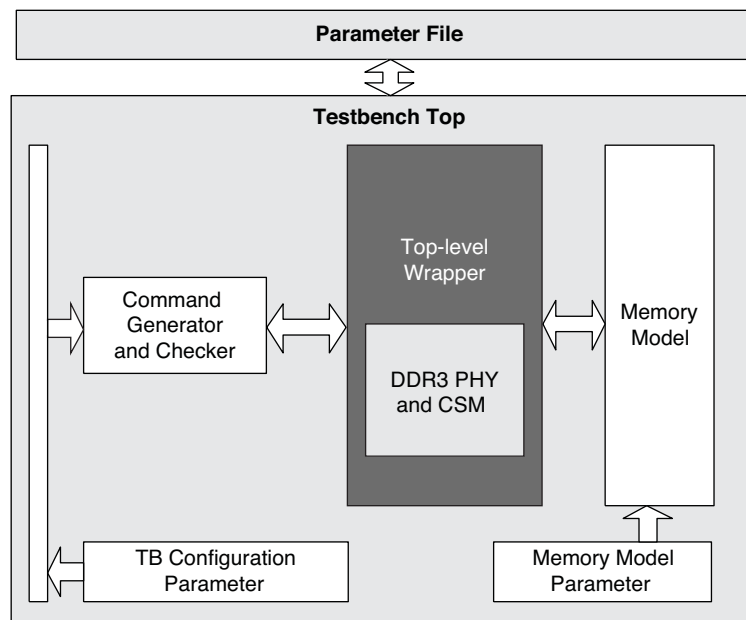 Parameter File
Testbench Top
Top-level
Wrapper
Command
Generator
and Checker
Memory
Model
DDR3 PHY
and CSM
TB Configuration
Parameter
Memory Model
Parameter